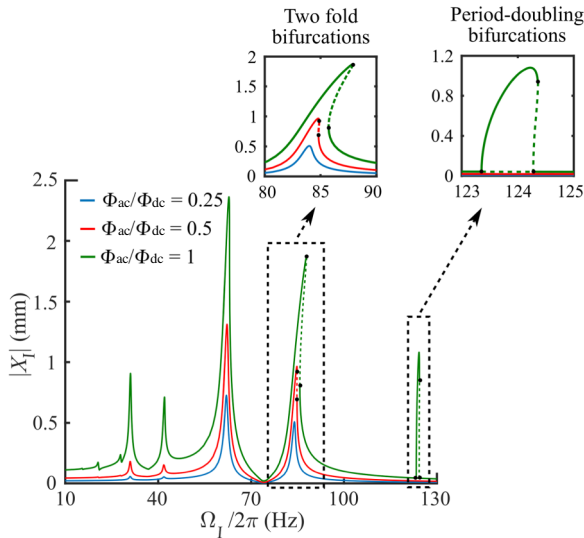 Two fold
bifurcations
Period-doubling
bifurcations
2
1.5
1
0.5
0
80 85 90
1.2
0.8
0.4
0
123 124 125
2.5
2
1.5
1
0.5
0
|X_I| (mm)
Φac/Φdc = 0.25
Φac/Φdc = 0.5
Φac/Φdc = 1
10 40 70 100 130
Ω_I/2π (Hz)